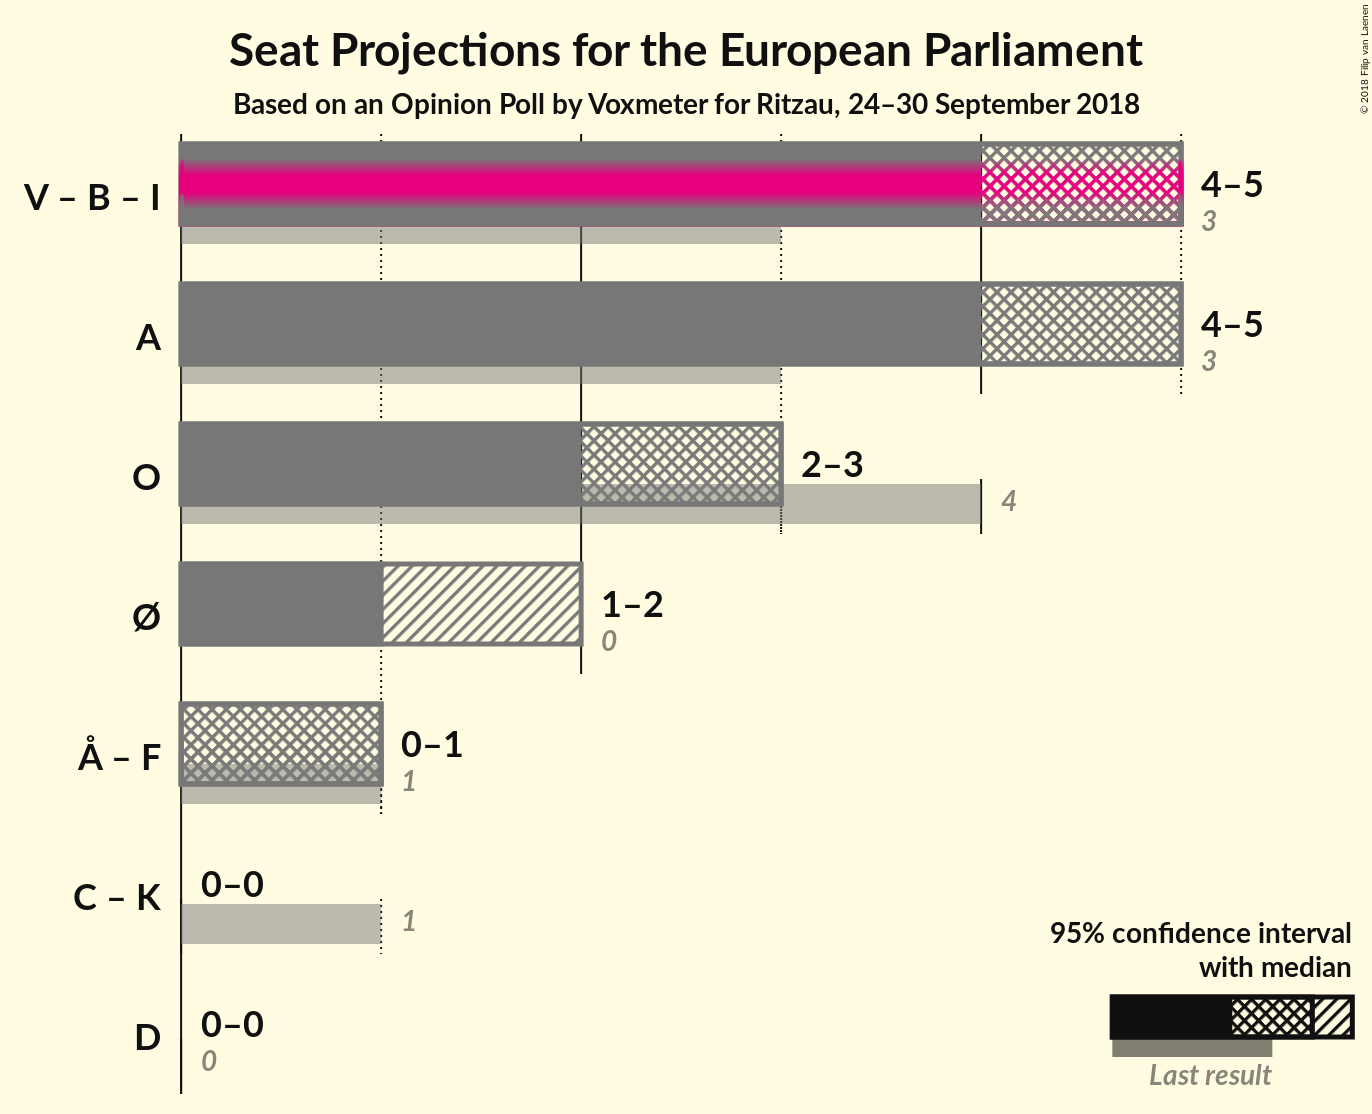 Seat Projections for the European Parliament
Based on an Opinion Poll by Voxmeter for Ritzau, 24–30 September 2018
© 2018 Filip van Laenen
V – B – I
4–5
3
A
4–5
3
O
2–3
4
Ø
1–2
0
Å – F
0–1
1
C – K
0–0
1
D
0–0
0
95% confidence interval
with median
Last result